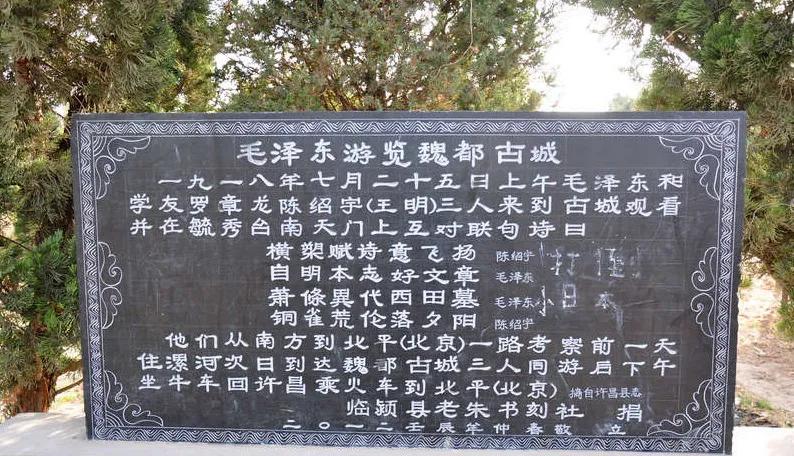 毛泽东游览魏都古城
一九一八年七月二十五日上午毛泽东和
学友罗章龙陈绍宇(王明)三人来到古城观看
并在毓秀台南天门上互对联句诗曰
横槊赋诗意飞扬 陈绍宇
自明本志好文章 毛泽东
萧條異代西田墓 毛泽东
铜雀荒伦落夕阳 陈绍宇
打倒
小日本
他们从南方到北平(北京)一路考察前一天
住漯河次日到达魏都古城三人同游后下午
坐牛车回许昌乘火车到北平(北京) 摘自许昌县志
临颍县老朱书刻社 捐
二〇一二壬辰年仲春敬 立